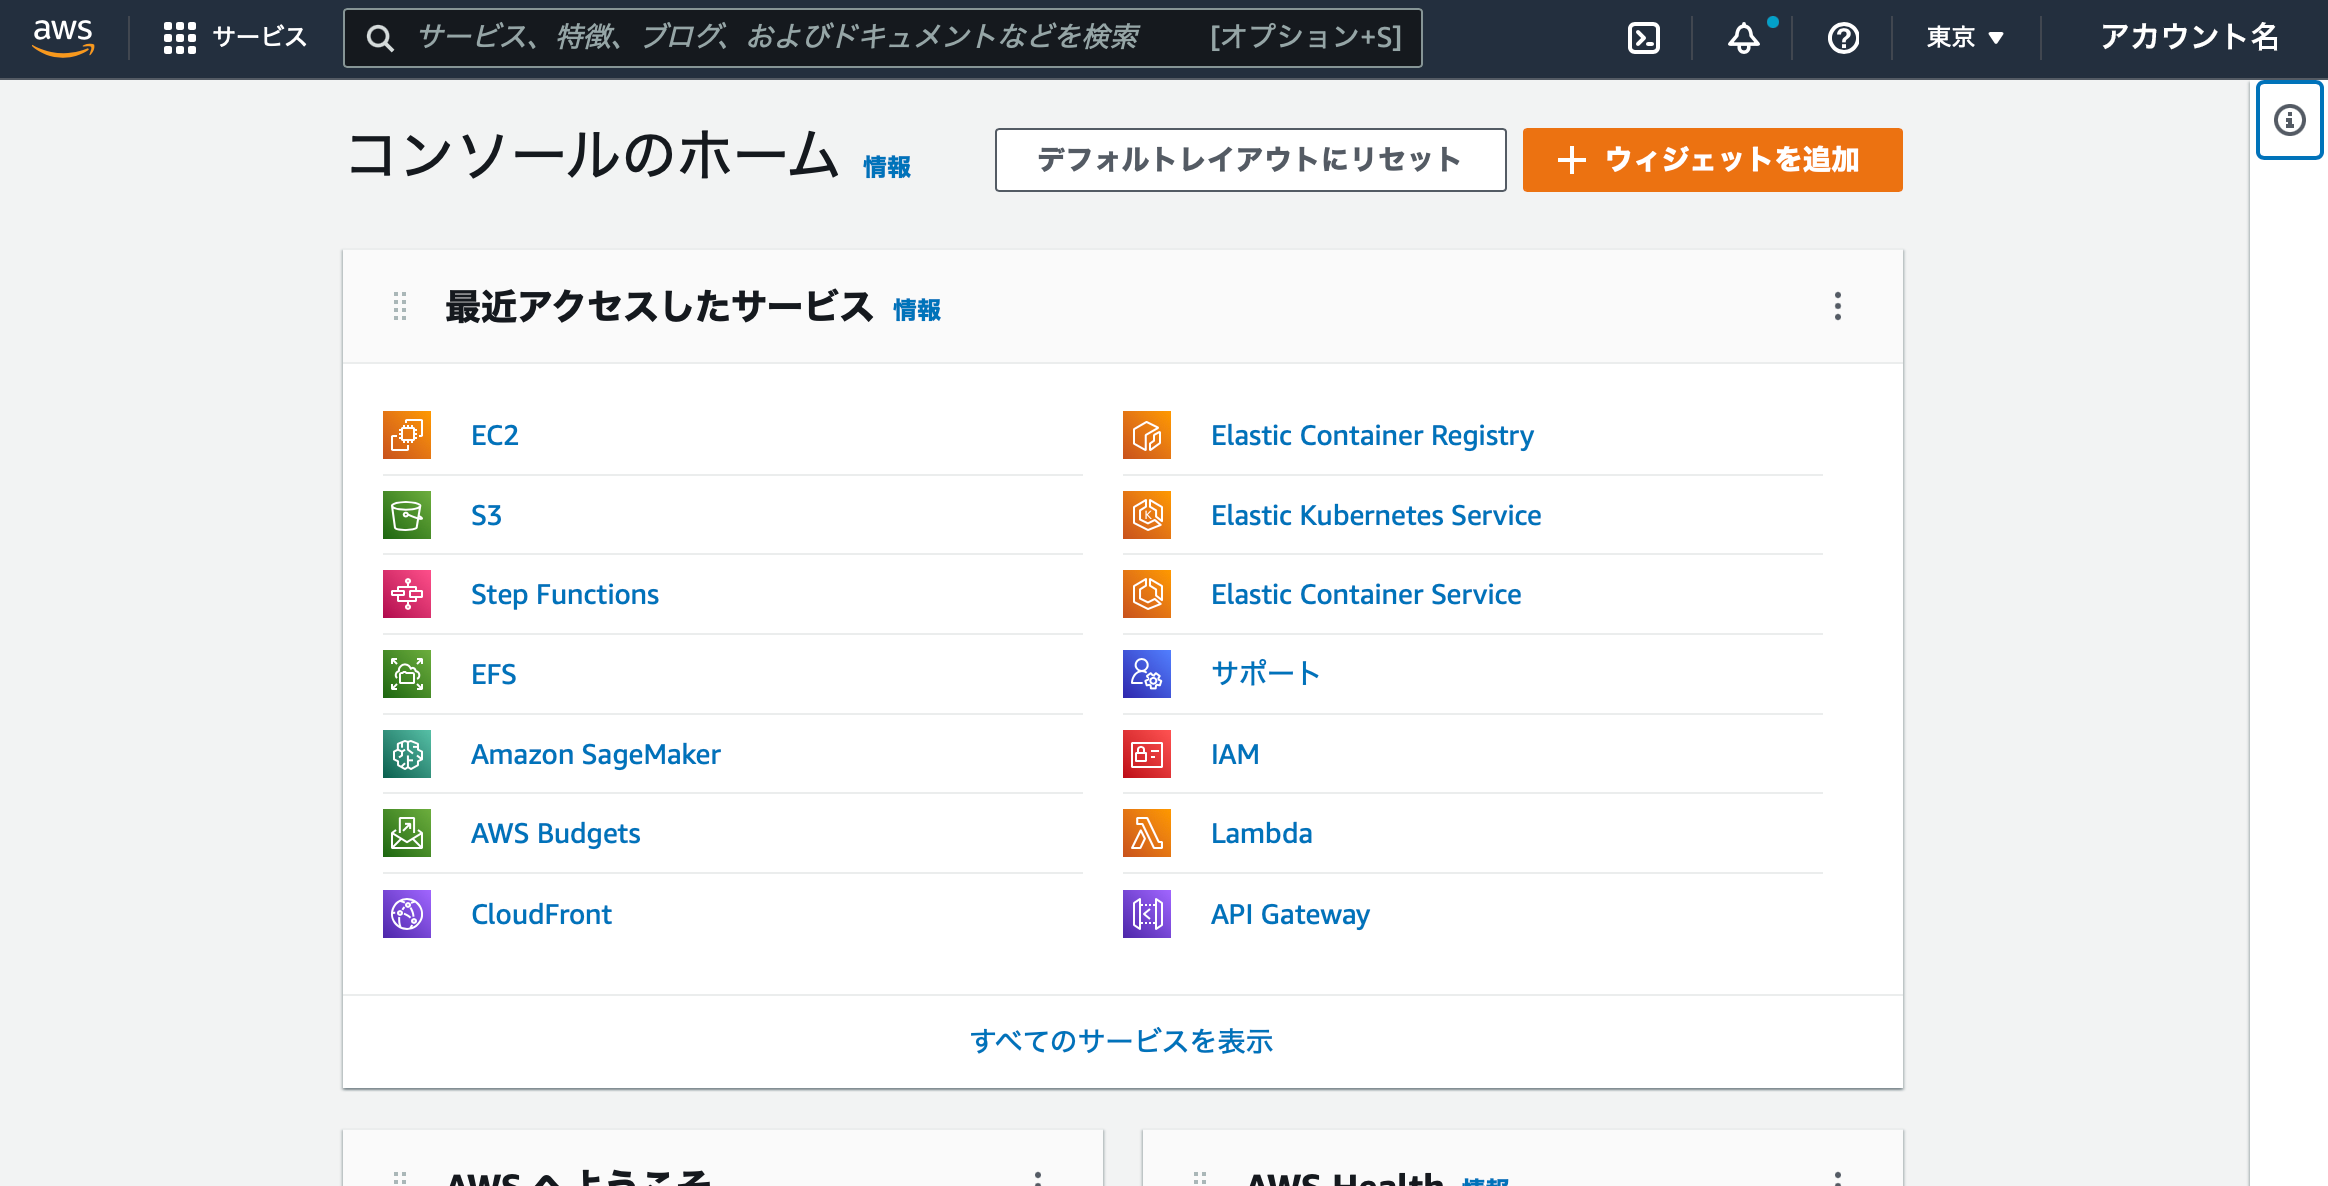 aws サービス サービス、特徴、ブログ、およびドキュメントなどを検索 [オプション+S] 東京 ▼ アカウント名
コンソールのホーム 情報 デフォルトレイアウトにリセット ウィジェットを追加
最近アクセスしたサービス 情報
EC2
S3
Step Functions
EFS
Amazon SageMaker
AWS Budgets
CloudFront
Elastic Container Registry
Elastic Kubernetes Service
Elastic Container Service
サポート
IAM
Lambda
API Gateway
すべてのサービスを表示
AWS へようこそ
AWS Health 情報